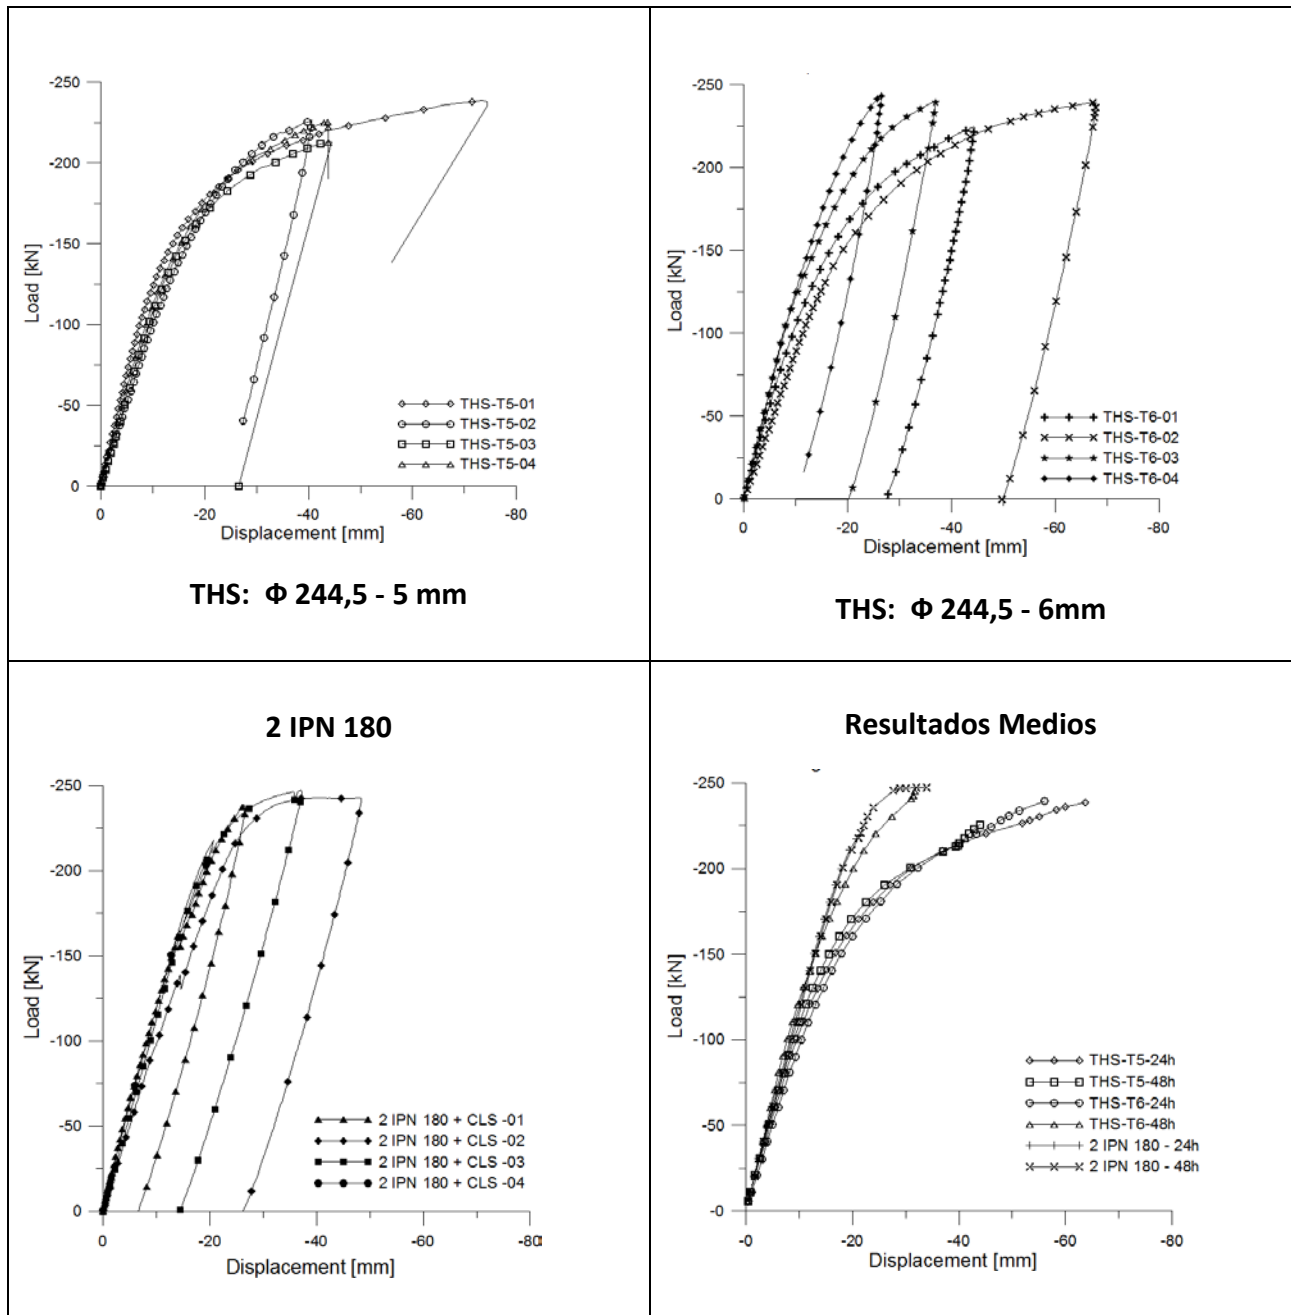 -250
-200
-150
-100
-50
0
Load [kN]
THS-T5-01
THS-T5-02
THS-T5-03
THS-T5-04
0
-20
-40
-60
-80
Displacement [mm]
THS: Φ 244,5 - 5 mm
-250
-200
-150
-100
-50
0
Load [kN]
THS-T6-01
THS-T6-02
THS-T6-03
THS-T6-04
0
-20
-40
-60
-80
Displacement [mm]
THS: Φ 244,5 - 6mm
2 IPN 180
-250
-200
-150
-100
-50
0
Load [kN]
2 IPN 180 + CLS -01
2 IPN 180 + CLS -02
2 IPN 180 + CLS -03
2 IPN 180 + CLS -04
0
-20
-40
-60
-80
Displacement [mm]
Resultados Medios
-250
-200
-150
-100
-50
-0
Load [kN]
THS-T5-24h
THS-T5-48h
THS-T6-24h
THS-T6-48h
2 IPN 180 - 24h
2 IPN 180 - 48h
-0
-20
-40
-60
-80
Displacement [mm]